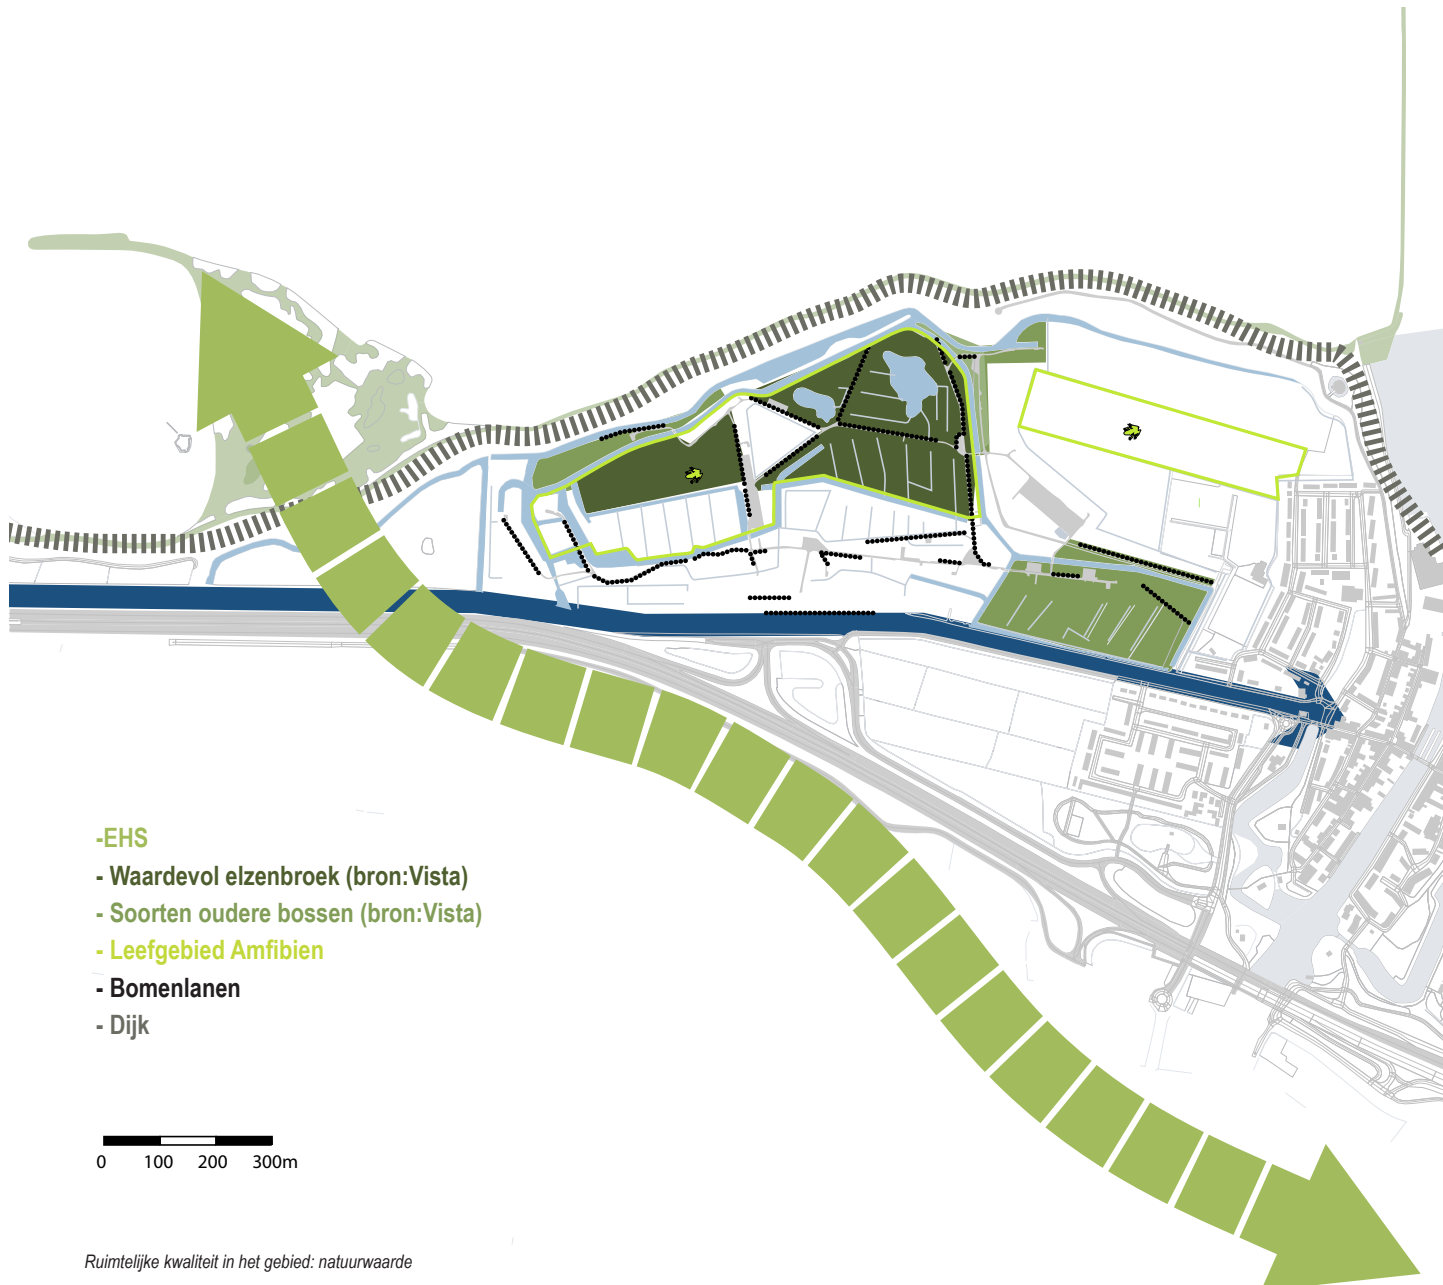 -EHS
- Waardevol elzenbroek (bron:Vista)
- Soorten oudere bossen (bron:Vista)
- Leefgebied Amfibien
- Bomenlanen
- Dijk
0 100 200 300m
Ruimtelijke kwaliteit in het gebied: natuurwaarde